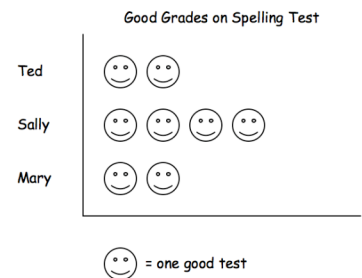 Good Grades on Spelling Test
Ted
Sally
Mary
= one good test